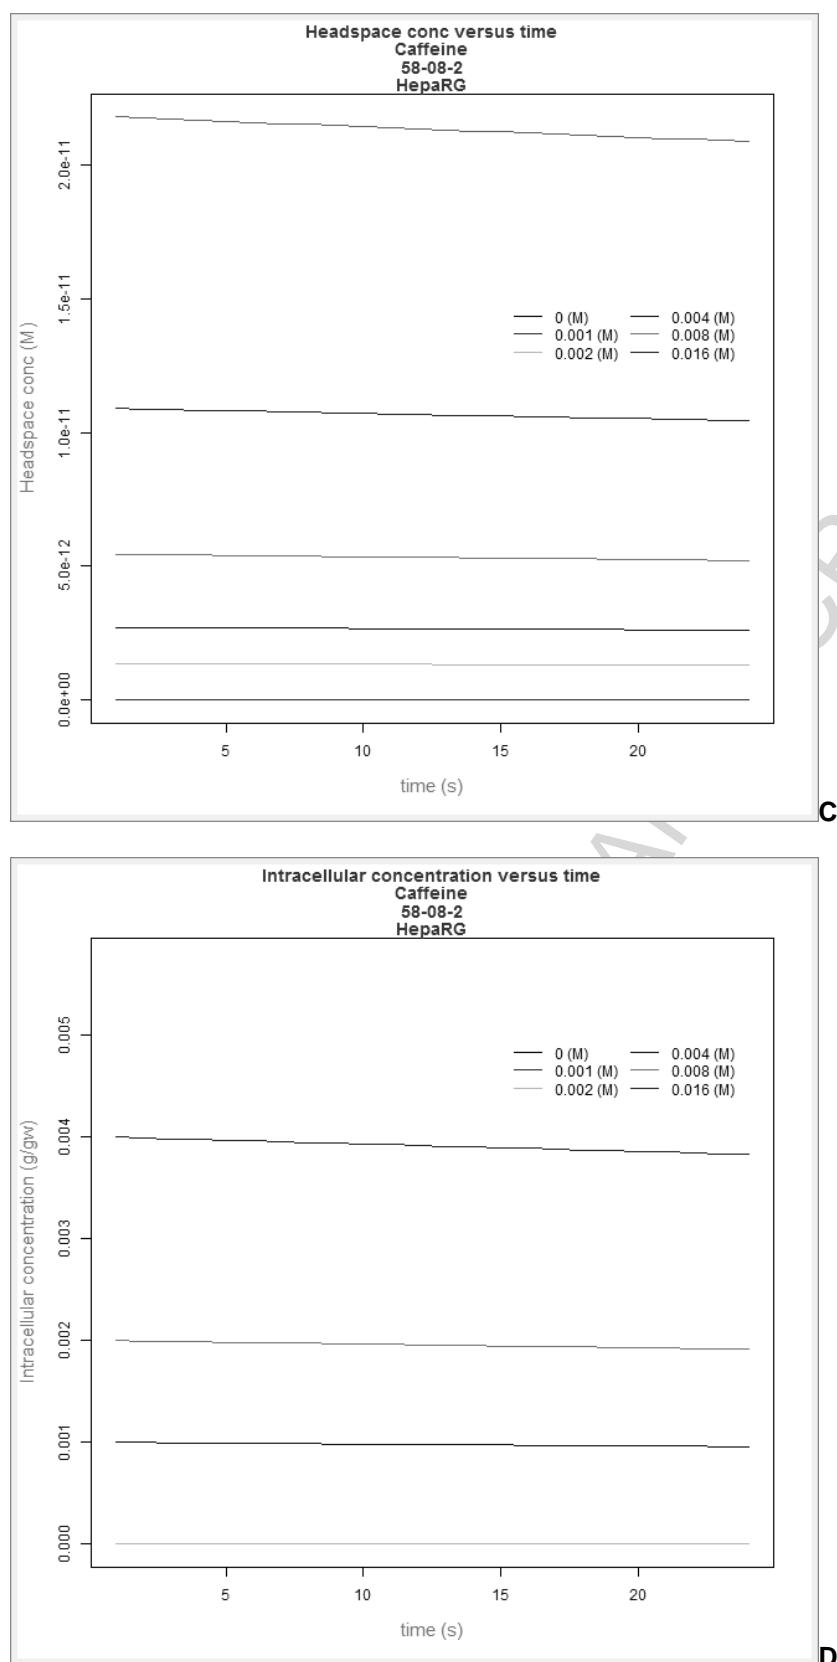 Headspace conc versus time
Caffeine
58-08-2
HepaRG
Headspace conc (M)
2.0e-11
1.5e-11
1.0e-11
5.0e-12
0.0e+00
0 (M) 0.004 (M)
0.001 (M) 0.008 (M)
0.002 (M) 0.016 (M)
5 10 15 20
time (s)
C
Intracellular concentration versus time
Caffeine
58-08-2
HepaRG
Intracellular concentration (g/gw)
0.005
0.004
0.003
0.002
0.001
0.000
0 (M) 0.004 (M)
0.001 (M) 0.008 (M)
0.002 (M) 0.016 (M)
5 10 15 20
time (s)
D